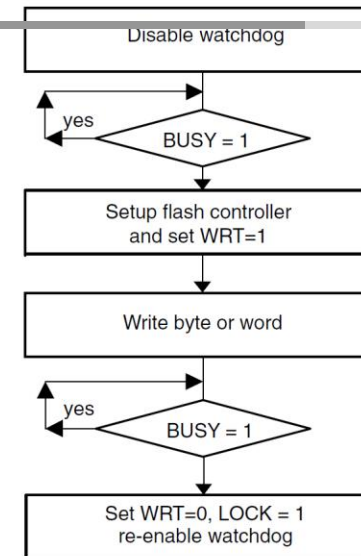 Disable watchdog
yes
BUSY = 1
Setup flash controller
and set WRT=1
Write byte or word
yes
BUSY = 1
Set WRT=0, LOCK = 1
re-enable watchdog